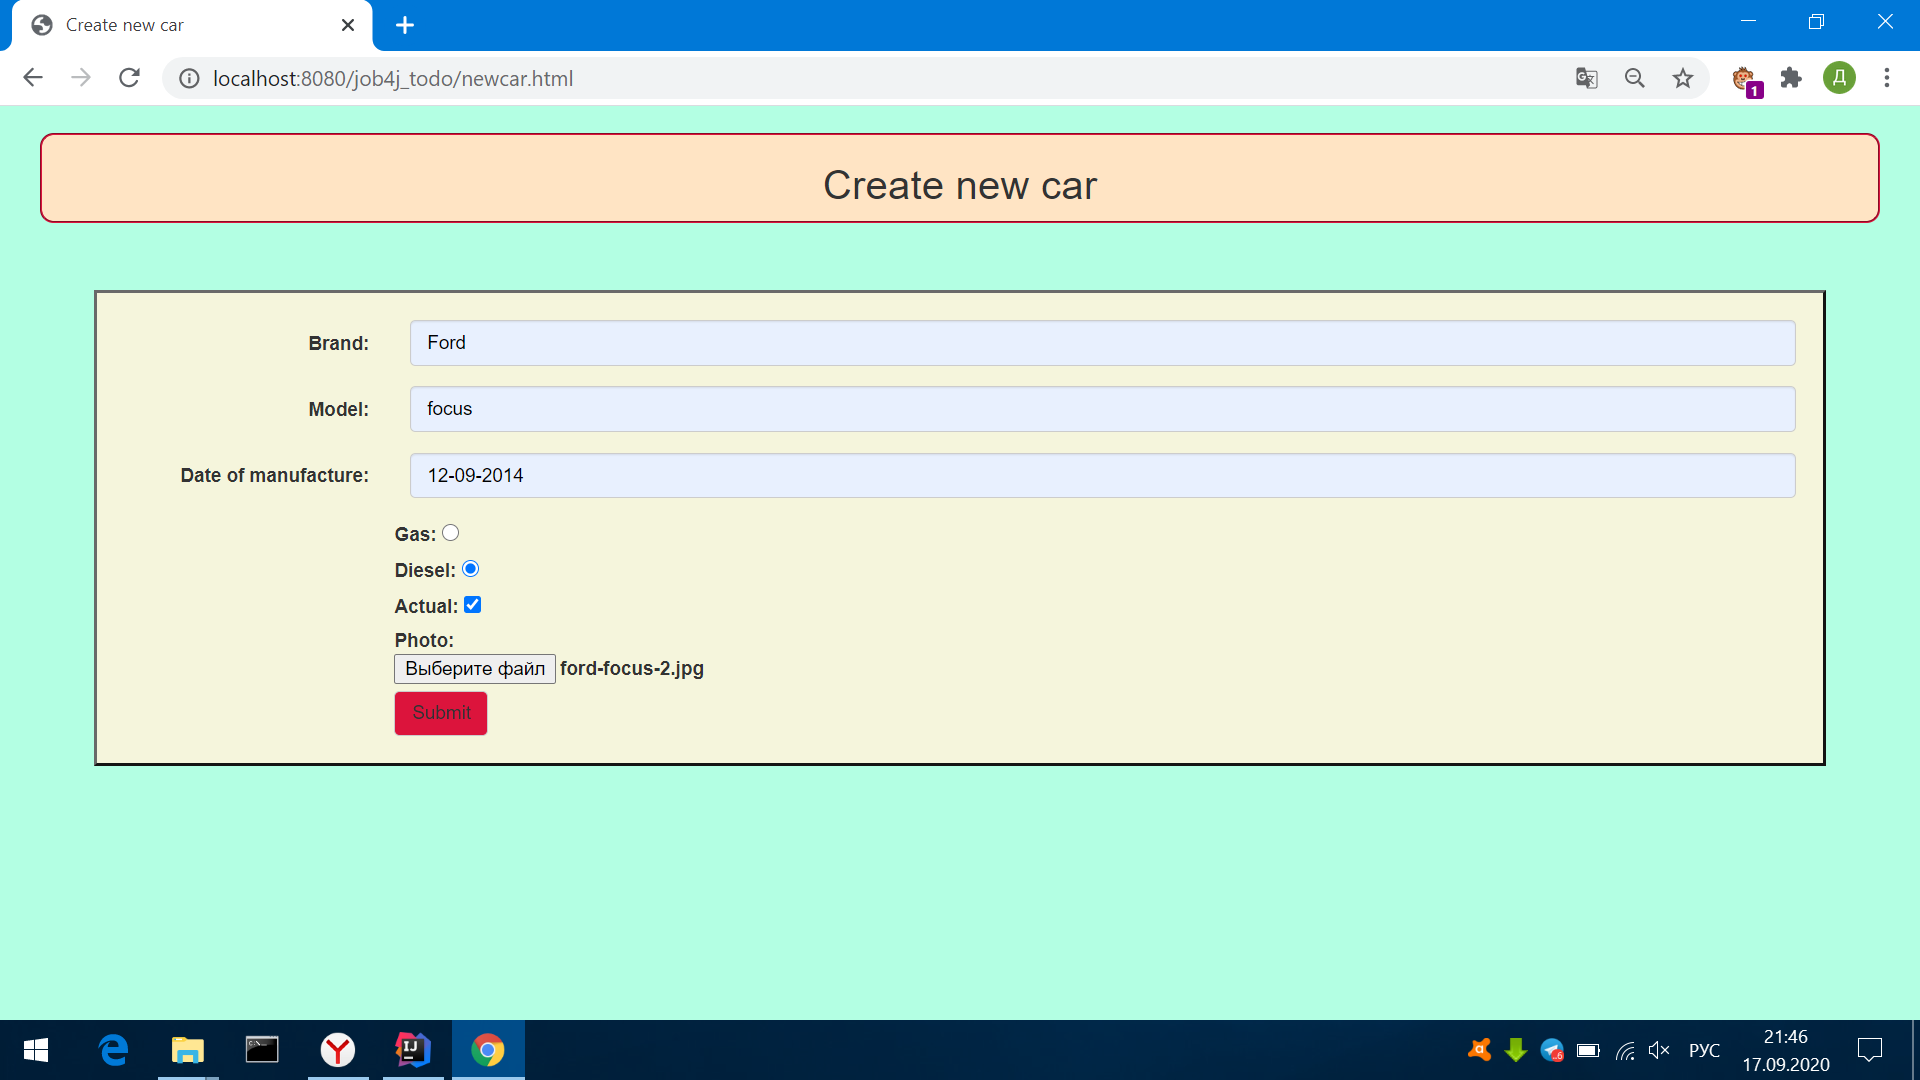 Create new car
localhost:8080/job4j_todo/newcar.html
Д
1
Create new car
Brand: Ford
Model: focus
Date of manufacture: 12-09-2014
Gas:
Diesel:
Actual:
Photo:
Выберите файл ford-focus-2.jpg
Submit
РУС
21:46
17.09.2020